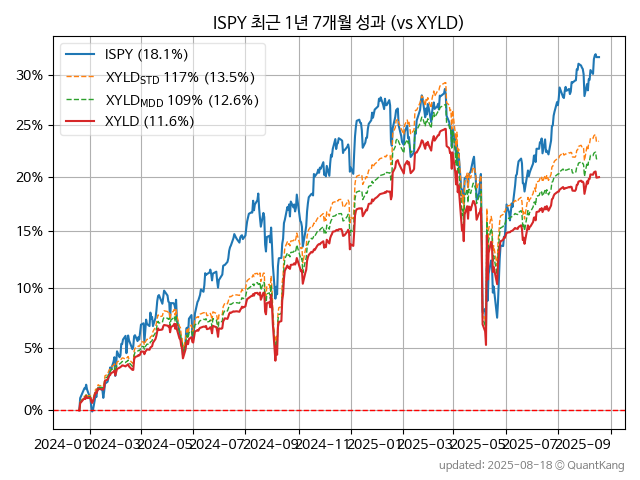 ISPY 최근 1년 7개월 성과 (vs XYLD)
ISPY (18.1%)
XYLD_STD 117% (13.5%)
XYLD_MDD 109% (12.6%)
XYLD (11.6%)
30%
25%
20%
15%
10%
5%
0%
2024-01 2024-03 2024-05 2024-07 2024-09 2024-11 2025-01 2025-03 2025-05 2025-07 2025-09
updated: 2025-08-18 © QuantKang